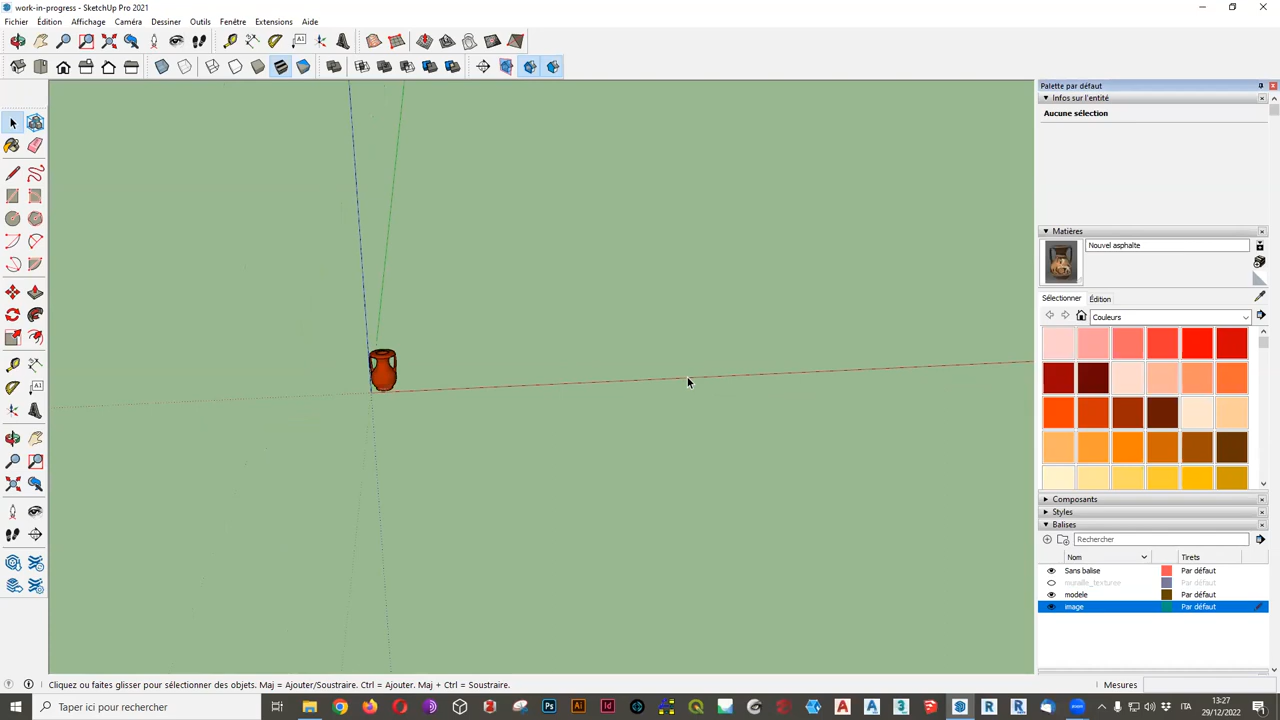 work-in-progress - SketchUp Pro 2021
Fichier Édition Affichage Caméra Dessiner Outils Fenêtre Extensions Aide
Palette par défaut
Infos sur l'entité
Aucune sélection
Matières
Nouvel asphalte
Sélectionner Édition
Couleurs
Composants
Styles
Balises
Rechercher
Nom Tirets
Sans balise Par défaut
muraille_texturee Par défaut
modele Par défaut
image Par défaut
Cliquez ou faites glisser pour sélectionner des objets. Maj = Ajouter/Soustraire. Ctrl = Ajouter. Maj + Ctrl = Soustraire.
Mesures
Taper ici pour rechercher
13:27
29/12/2022